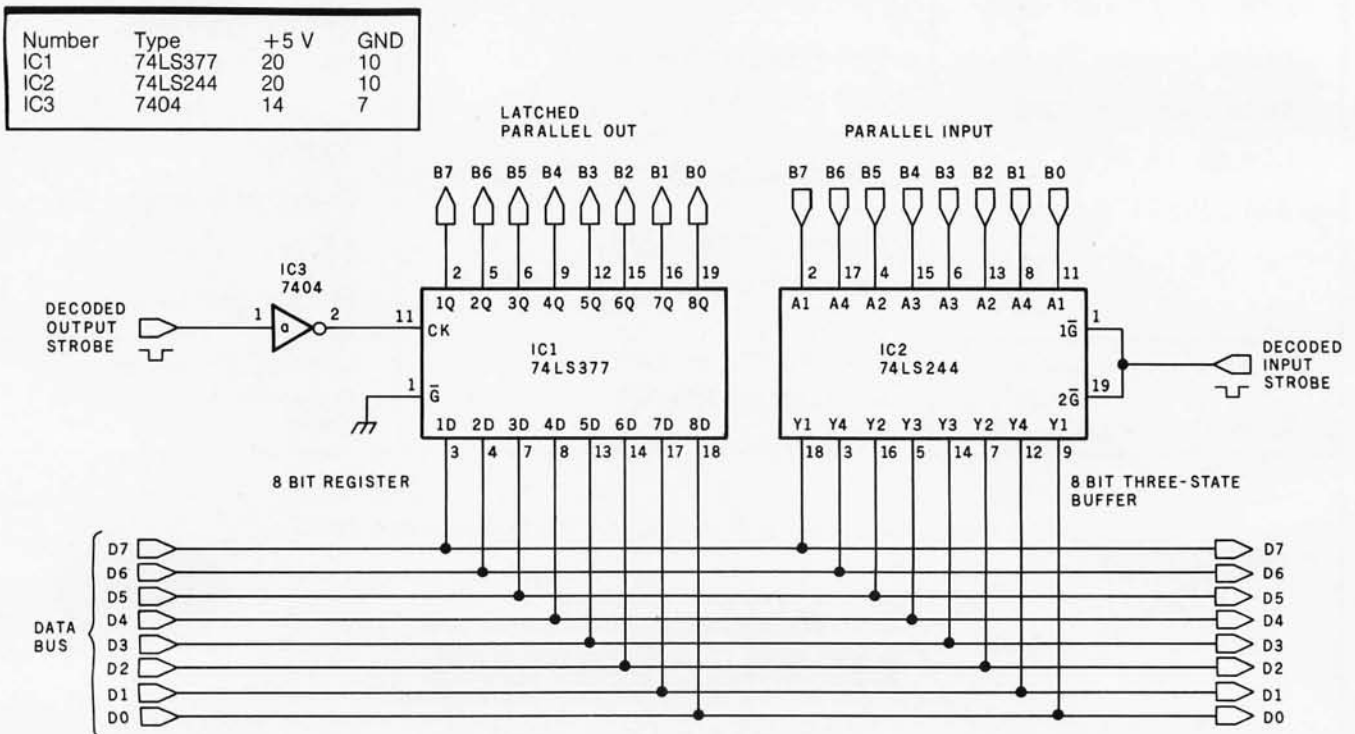 Number Type +5 V GND
IC1 74LS377 20 10
IC2 74LS244 20 10
IC3 7404 14 7
LATCHED
PARALLEL OUT
PARALLEL INPUT
B7 B6 B5 B4 B3 B2 B1 B0
B7 B6 B5 B4 B3 B2 B1 B0
2 5 6 9 12 15 16 19
2 17 4 15 6 13 8 11
1Q 2Q 3Q 4Q 5Q 6Q 7Q 8Q
A1 A4 A2 A3 A3 A2 A4 A1
IC3
7404
DECODED
OUTPUT
STROBE
1 a 2
11 CK
IC1
74LS377
1 G̅
1D 2D 3D 4D 5D 6D 7D 8D
3 4 7 8 13 14 17 18
8 BIT REGISTER
IC2
74LS244
1G̅ 1
2G̅ 19
DECODED
INPUT
STROBE
Y1 Y4 Y2 Y3 Y3 Y2 Y4 Y1
18 3 16 5 14 7 12 9
8 BIT THREE-STATE
BUFFER
DATA
BUS
D7 D7
D6 D6
D5 D5
D4 D4
D3 D3
D2 D2
D1 D1
D0 D0